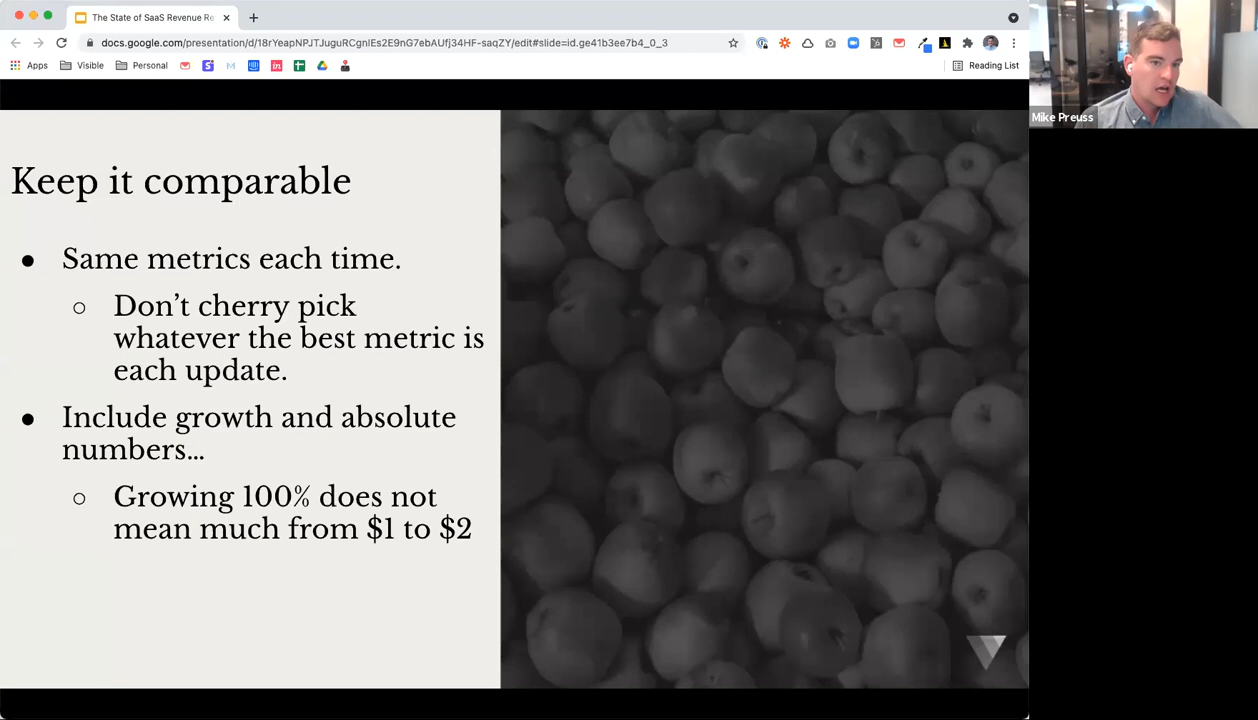 The State of SaaS Revenue Re
docs.google.com/presentation/d/18rYeapNPJTJuguRCgnIEs2E9nG7ebAUfj34HF-saqZY/edit#slide=id.ge41b3ee7b4_0_3
Apps
Visible
Personal
Reading List
Mike Preuss
Keep it comparable
● Same metrics each time.
○ Don’t cherry pick
whatever the best metric is
each update.
● Include growth and absolute
numbers…
○ Growing 100% does not
mean much from $1 to $2